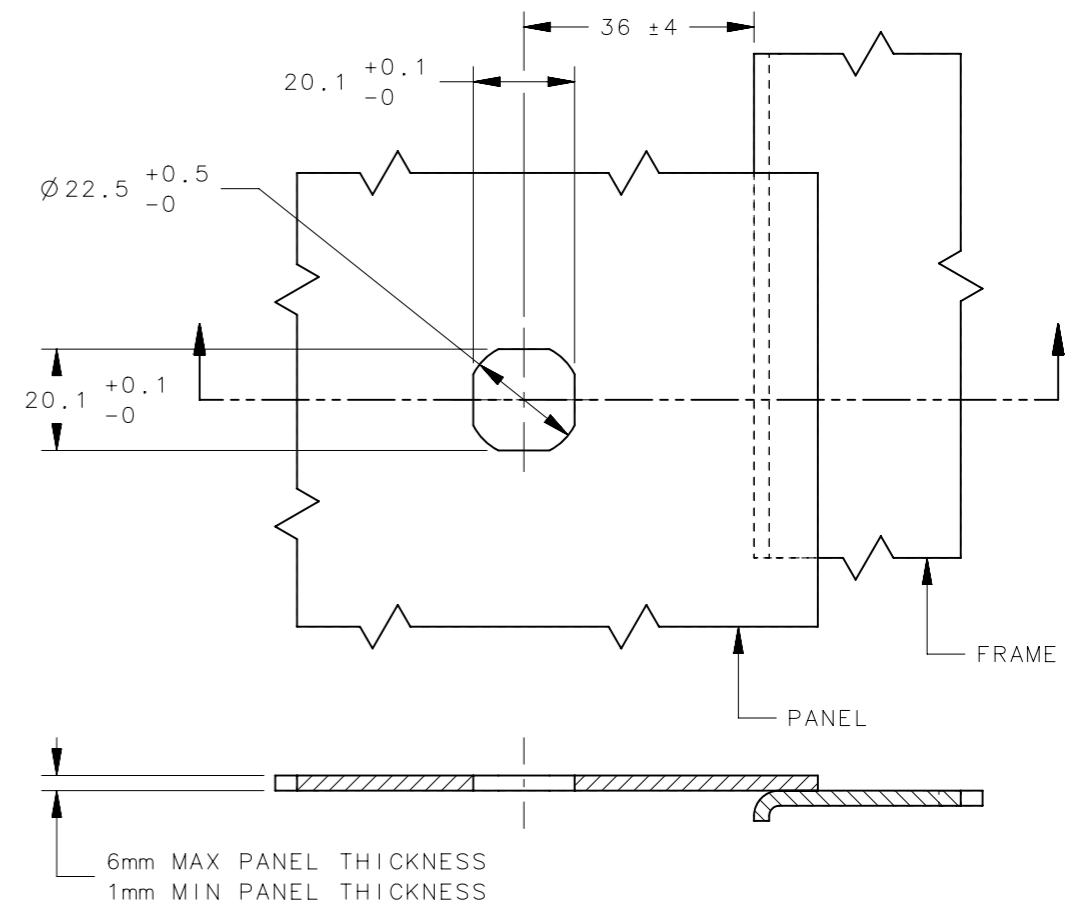 36 ±4
20.1 +0.1
-0
Ø22.5 +0.5
-0
20.1 +0.1
-0
FRAME
PANEL
6mm MAX PANEL THICKNESS
1mm MIN PANEL THICKNESS